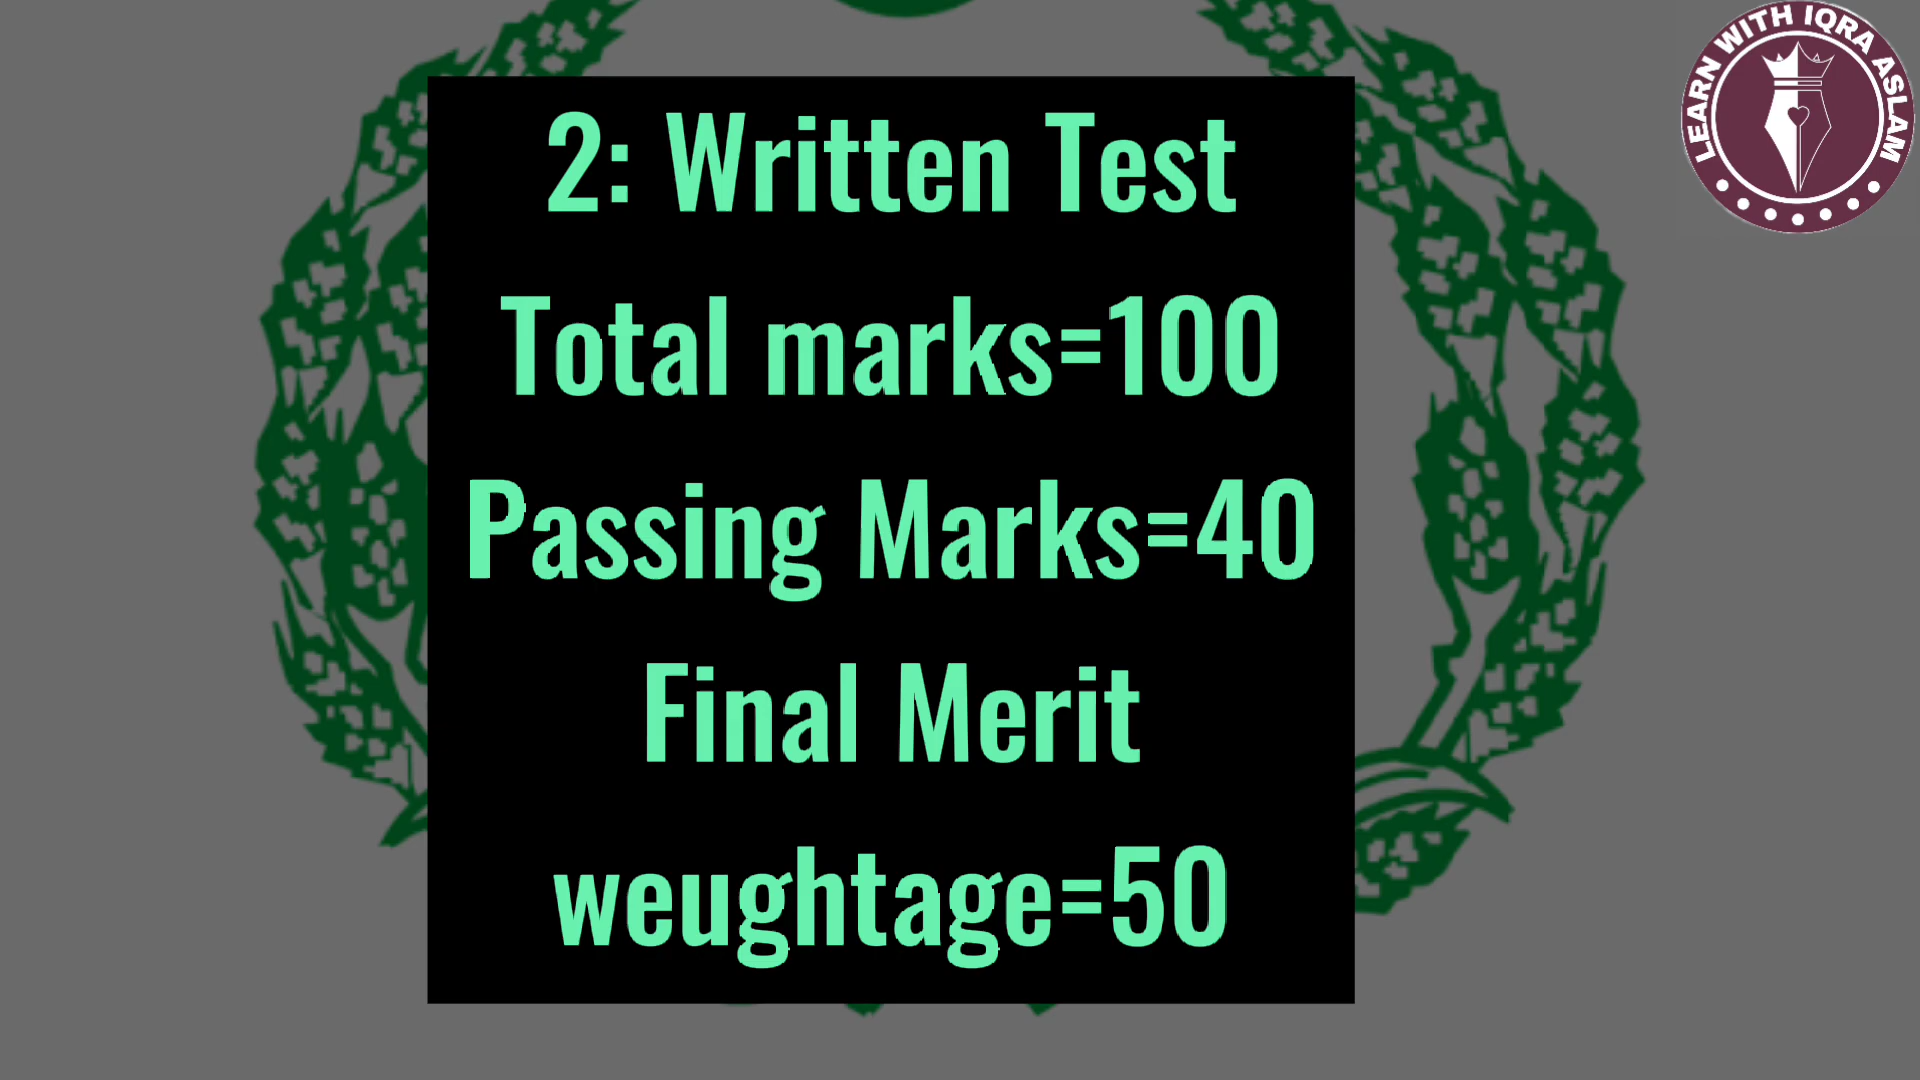 LEARN WITH IQRA ASLAM
2: Written Test
Total marks=100
Passing Marks=40
Final Merit
weughtage=50